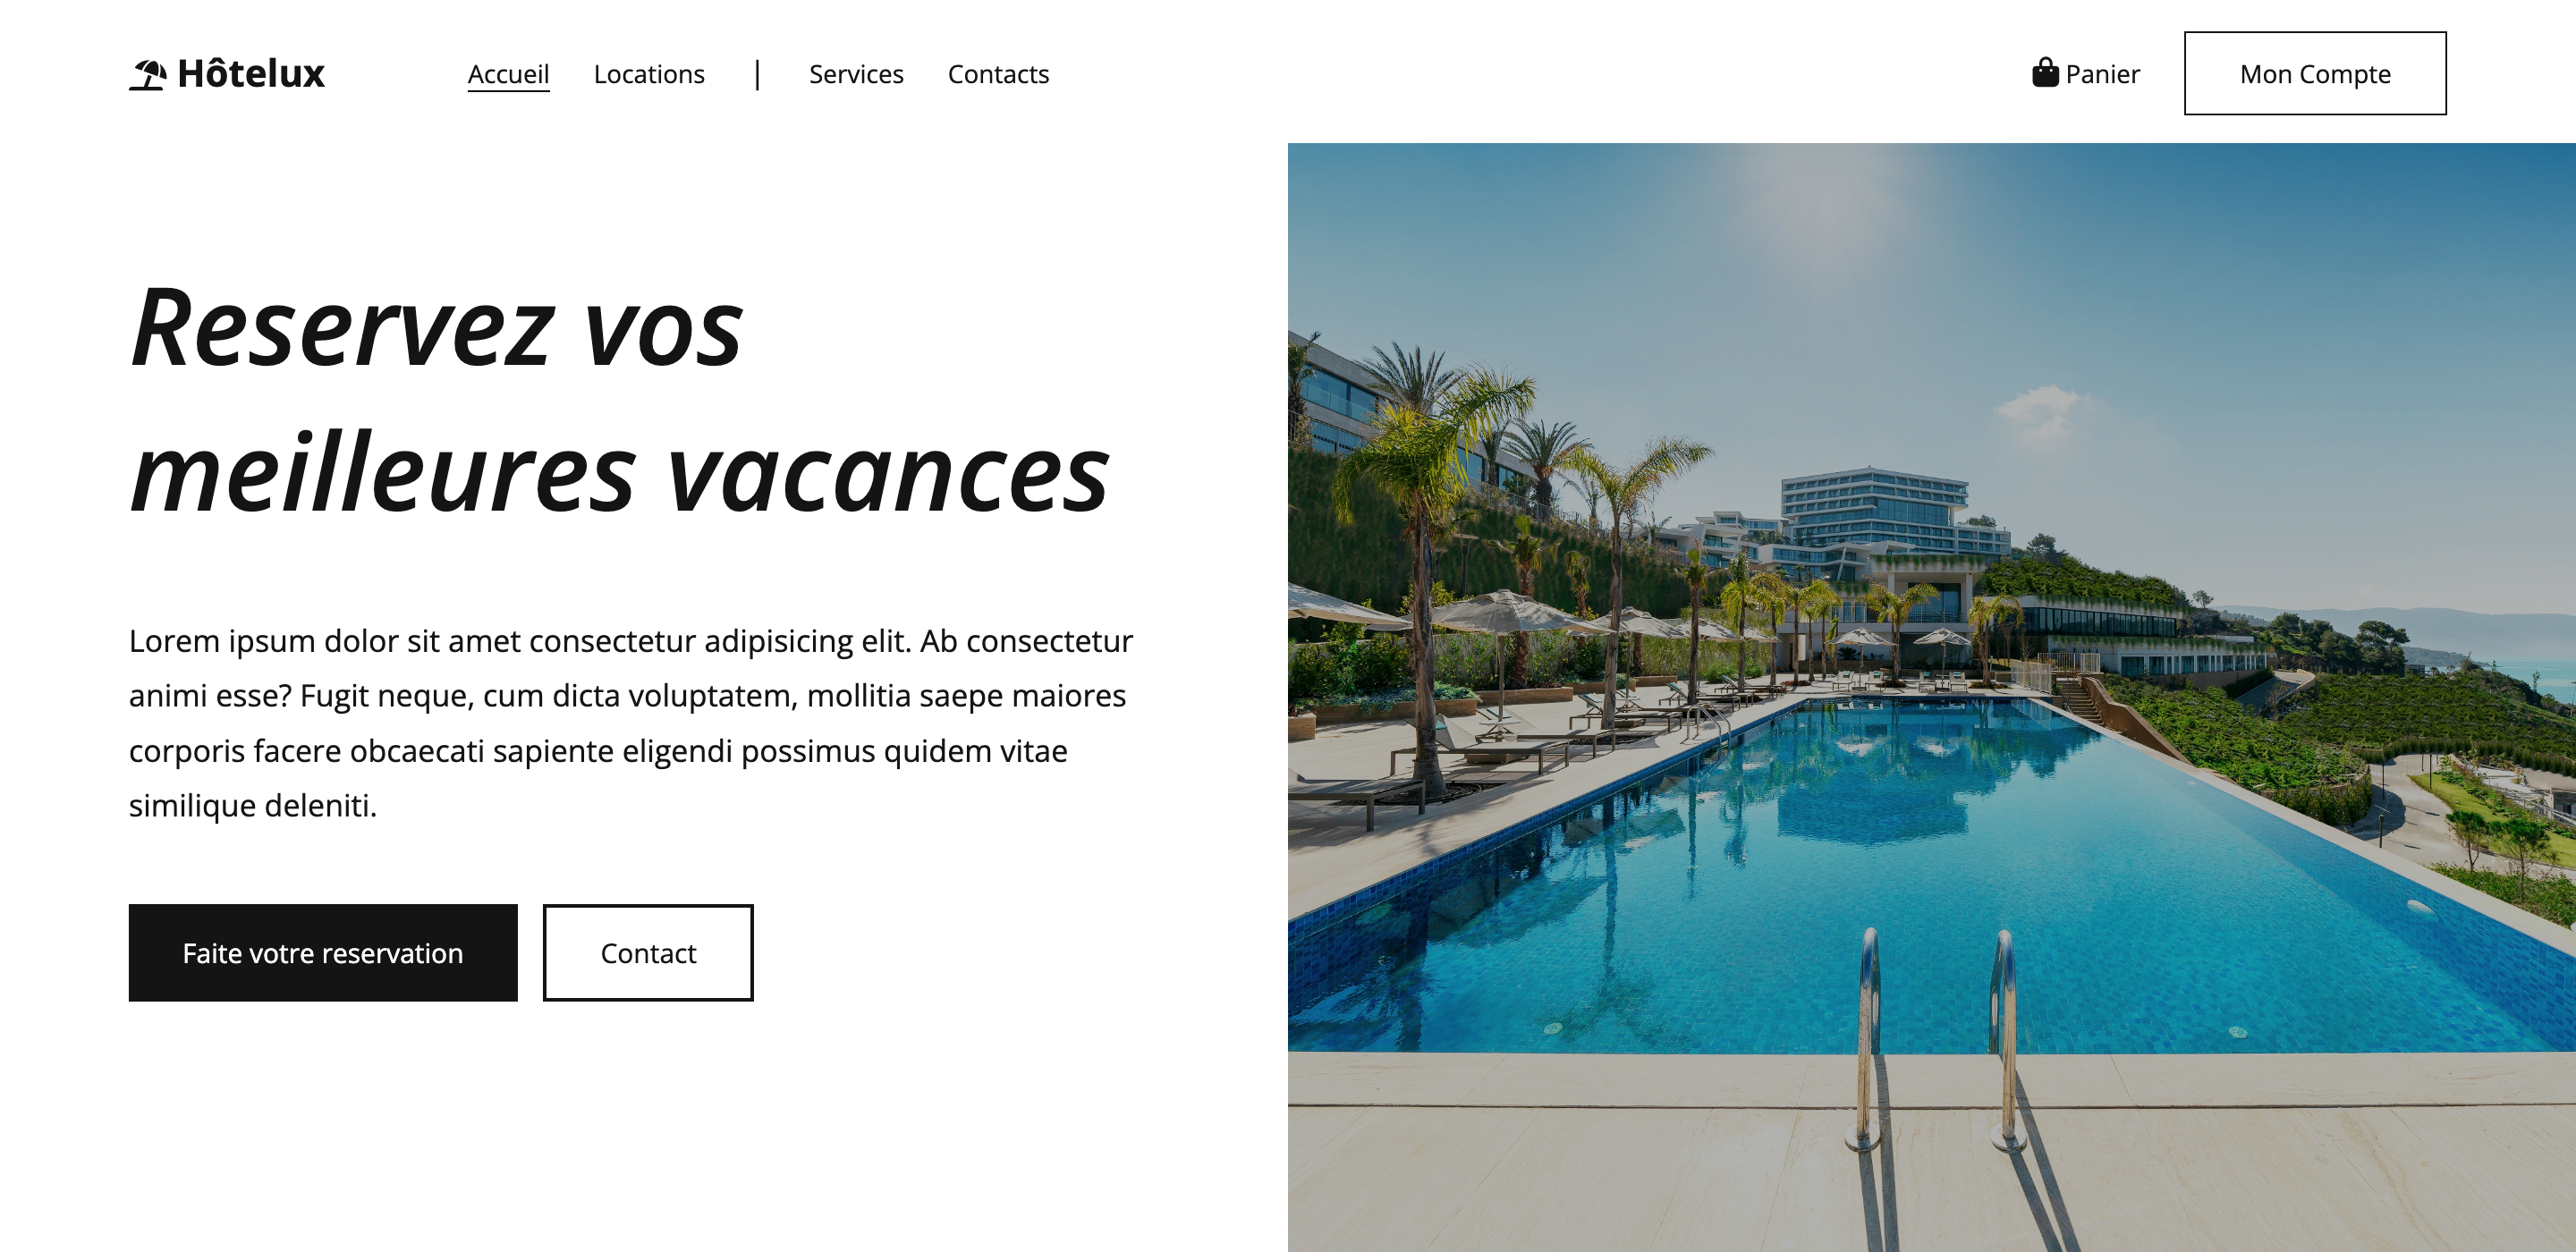 Hôtelux
Accueil Locations | Services Contacts
Panier
Mon Compte
Reservez vos
meilleures vacances
Lorem ipsum dolor sit amet consectetur adipisicing elit. Ab consectetur
animi esse? Fugit neque, cum dicta voluptatem, mollitia saepe maiores
corporis facere obcaecati sapiente eligendi possimus quidem vitae
similique deleniti.
Faite votre reservation
Contact